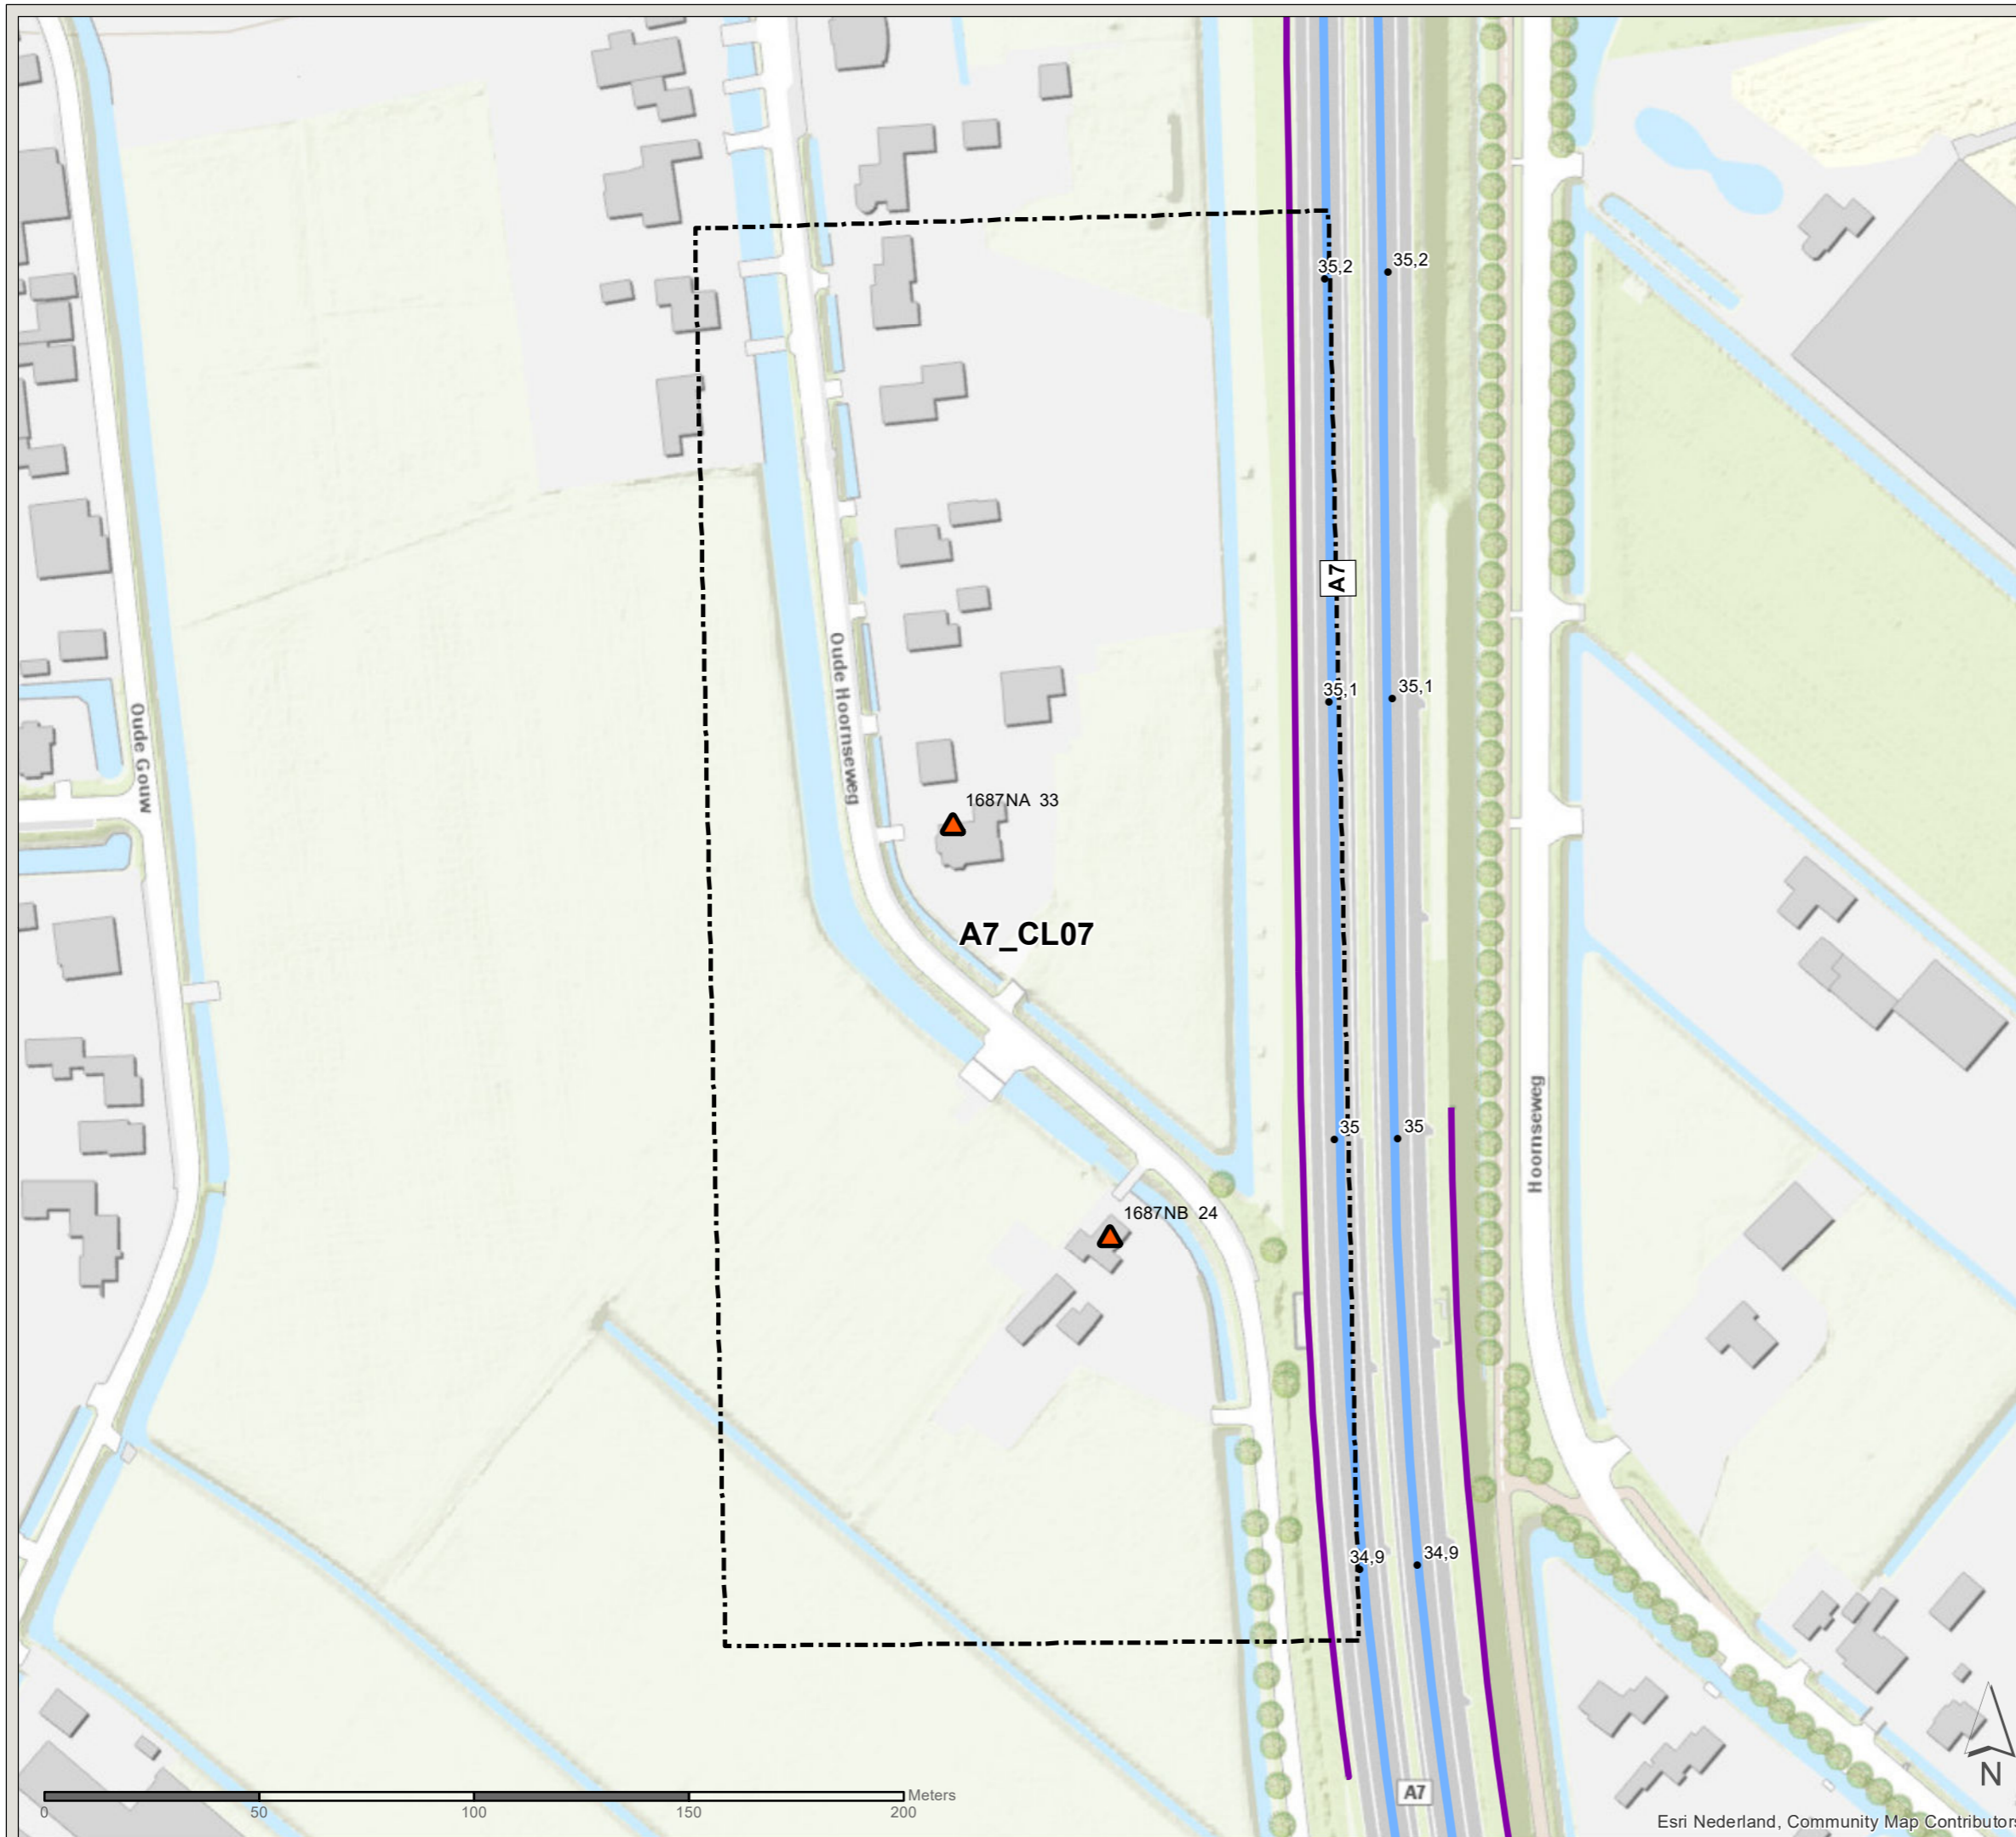 35,2
35,2
A7
Oude Hoornseweg
35,1
35,1
Oude Gouw
1687NA 33
A7_CL07
Hoornseweg
35
35
1687NB 24
34,9
34,9
A7
Meters
0 50 100 150 200
N
Esri Nederland, Community Map Contributors